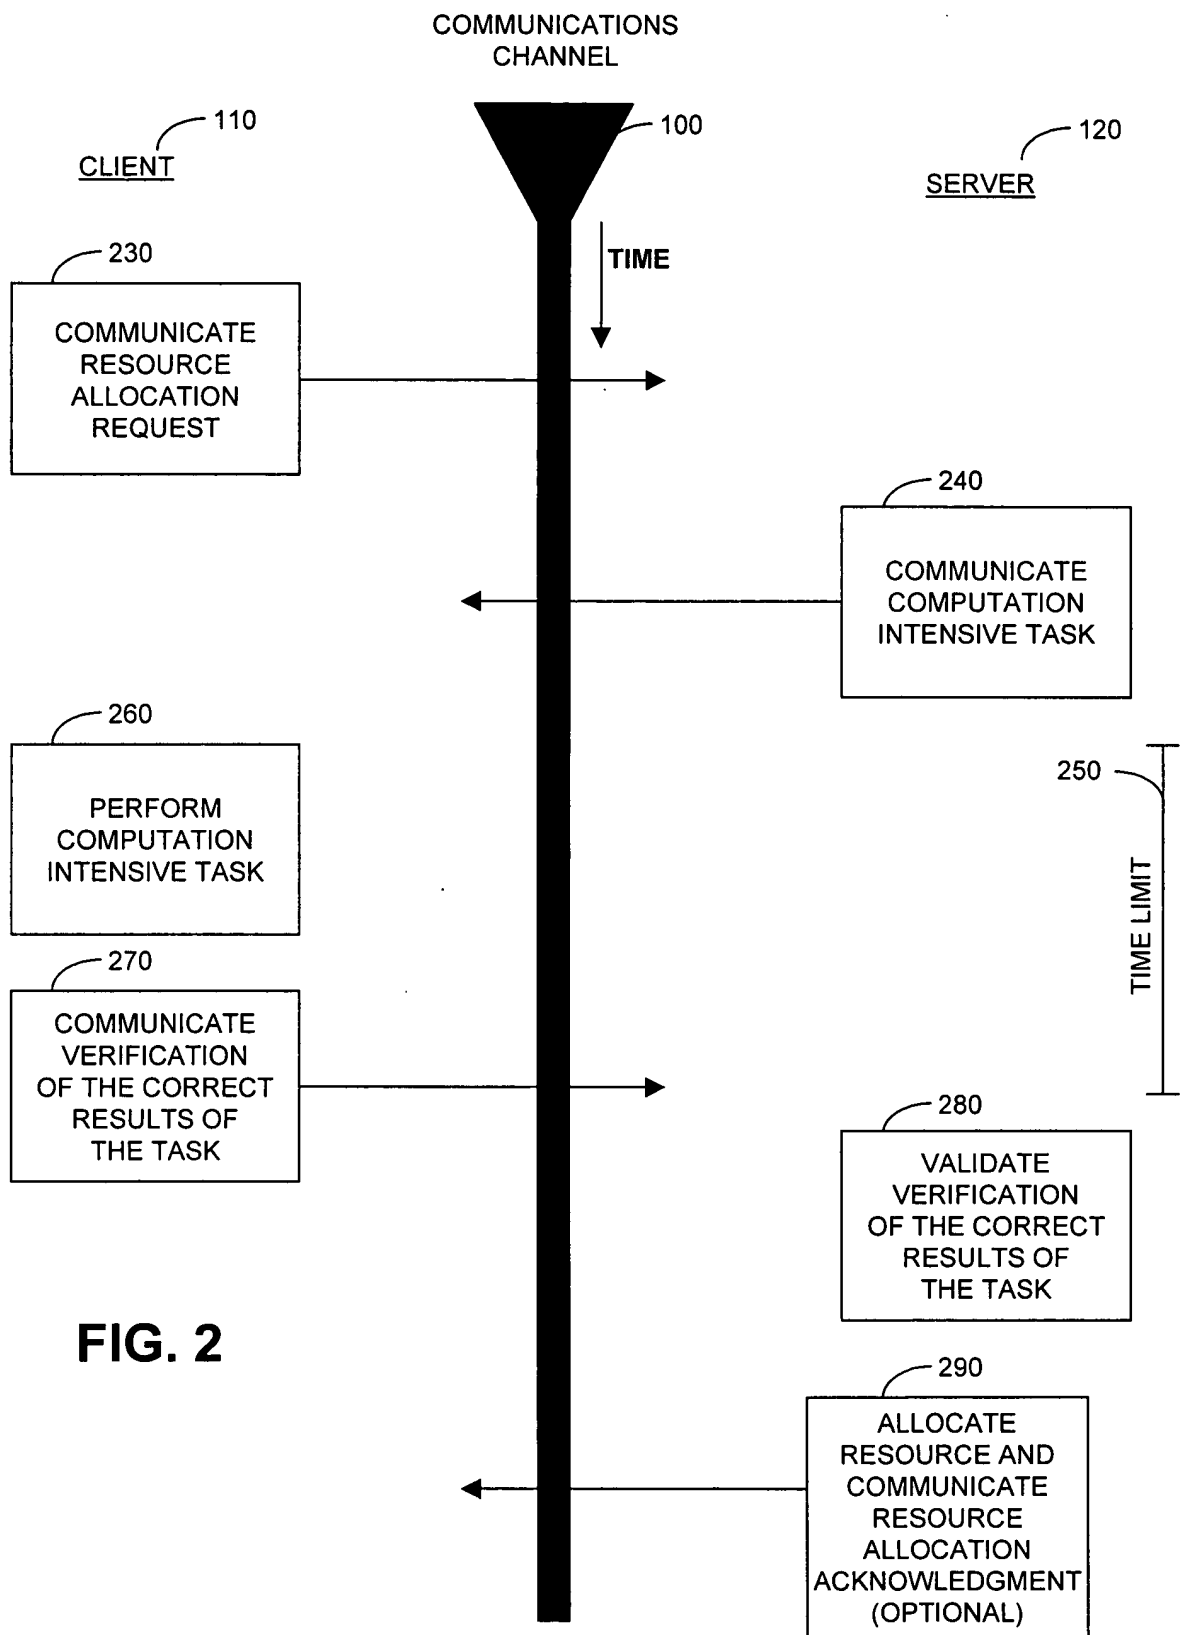 COMMUNICATIONS
CHANNEL
110
100
120
CLIENT
SERVER
TIME
230
COMMUNICATE
RESOURCE
ALLOCATION
REQUEST
240
COMMUNICATE
COMPUTATION
INTENSIVE TASK
260
PERFORM
COMPUTATION
INTENSIVE TASK
250
TIME LIMIT
270
COMMUNICATE
VERIFICATION
OF THE CORRECT
RESULTS OF
THE TASK
280
VALIDATE
VERIFICATION
OF THE CORRECT
RESULTS OF
THE TASK
FIG. 2
290
ALLOCATE
RESOURCE AND
COMMUNICATE
RESOURCE
ALLOCATION
ACKNOWLEDGMENT
(OPTIONAL)